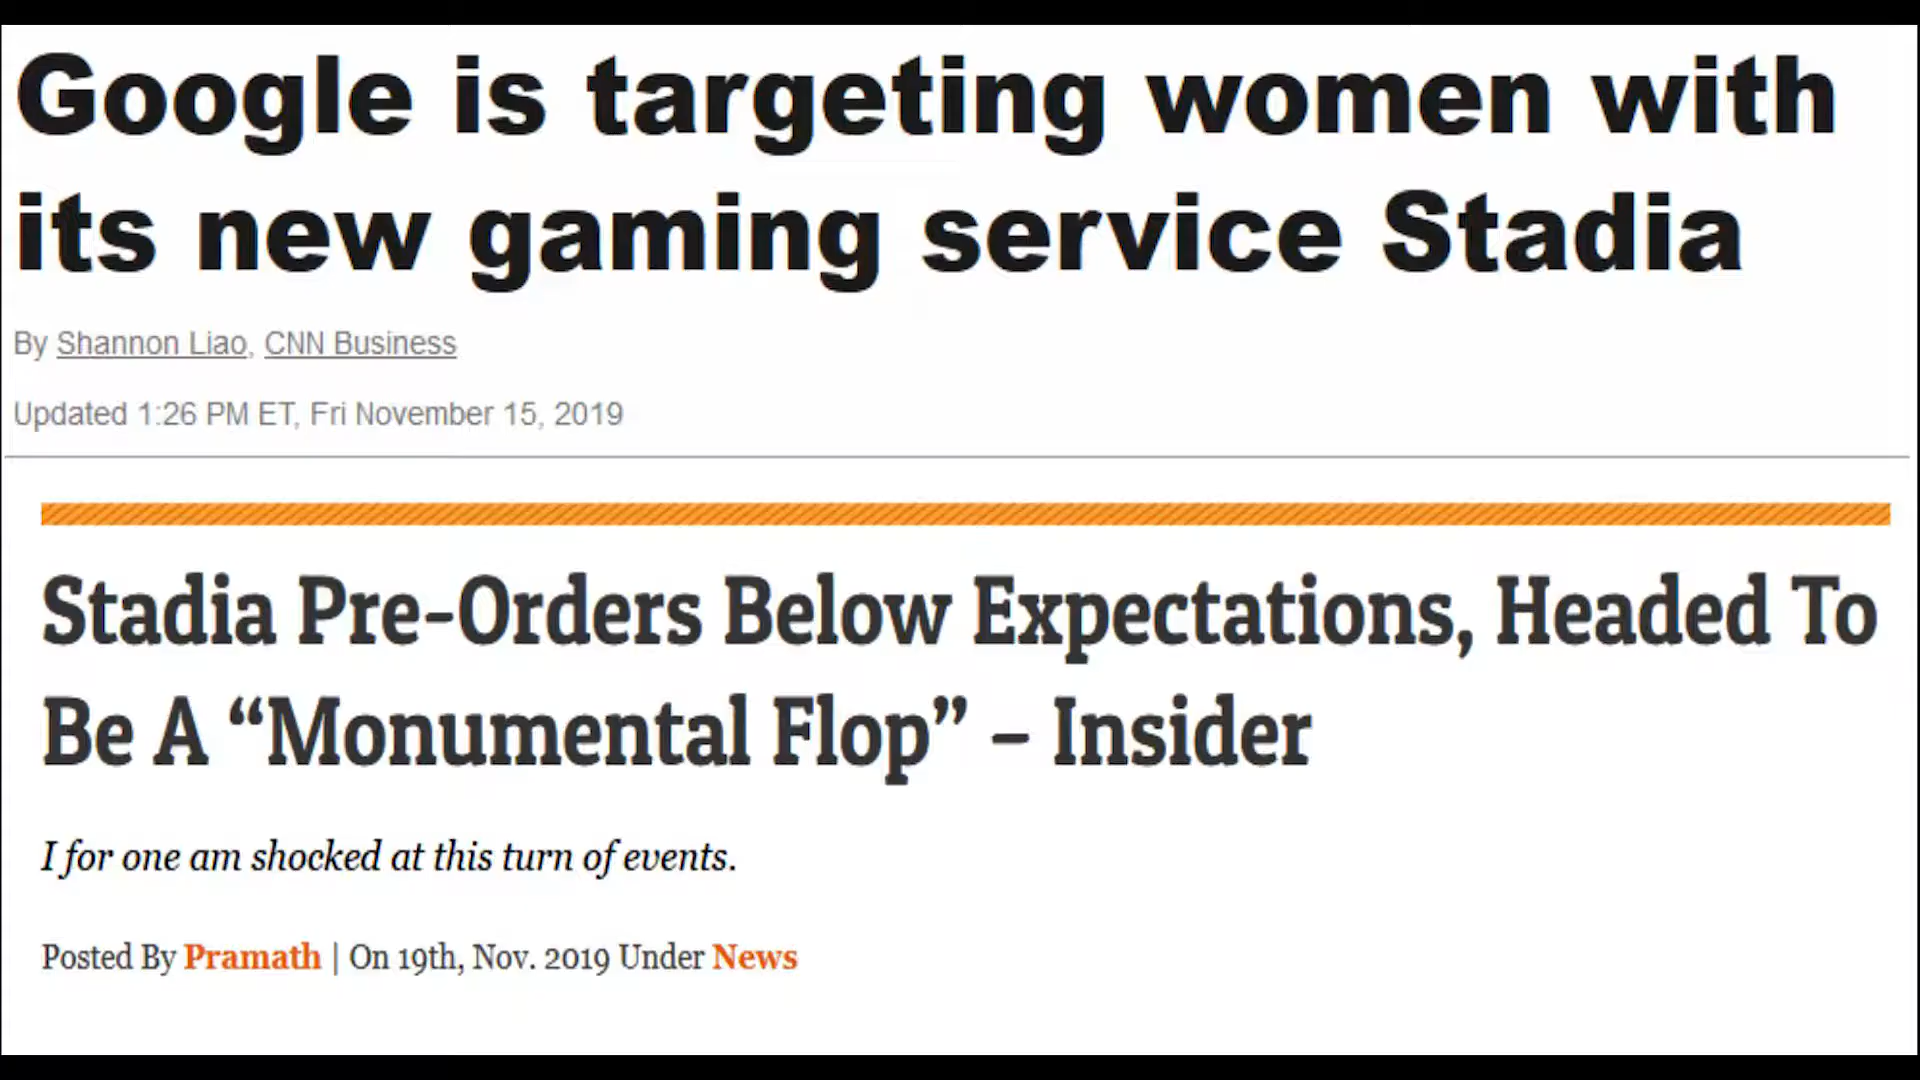 Google is targeting women with
its new gaming service Stadia
By Shannon Liao, CNN Business
Updated 1:26 PM ET, Fri November 15, 2019
Stadia Pre-Orders Below Expectations, Headed To
Be A “Monumental Flop” – Insider
I for one am shocked at this turn of events.
Posted By Pramath | On 19th, Nov. 2019 Under News